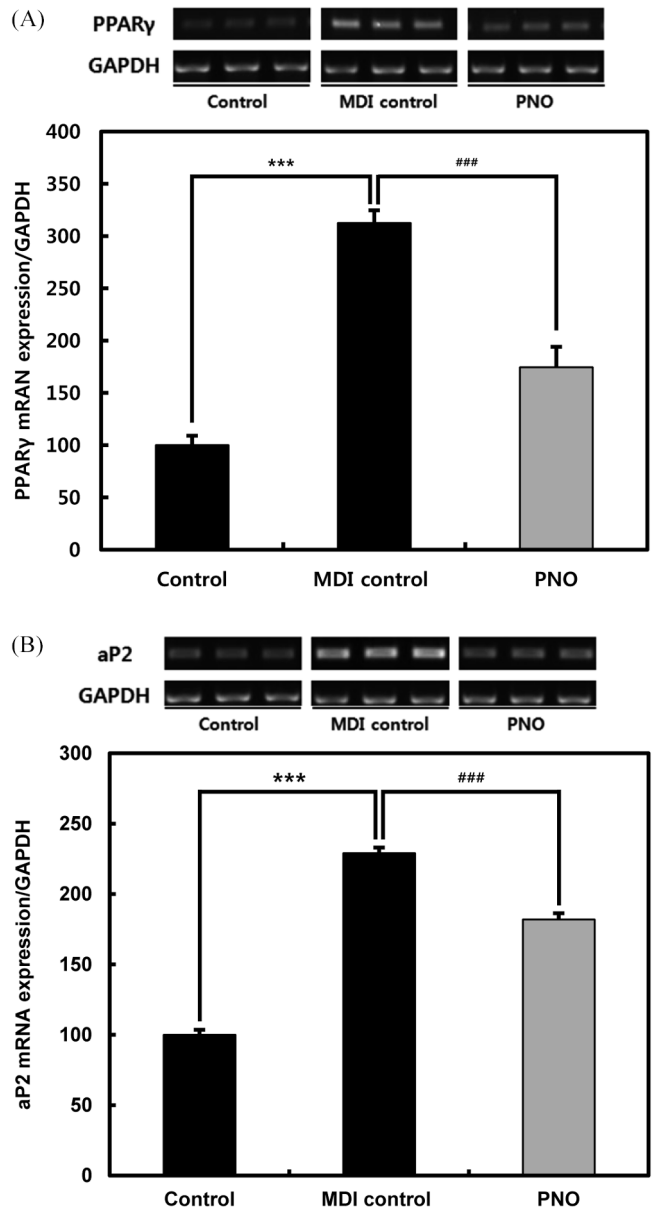 (A)
PPARγ
GAPDH
Control MDI control PNO
400
350
300
250
200
150
100
50
0
PPARγ mRAN expression/GAPDH
*** ###
Control MDI control PNO
(B)
aP2
GAPDH
Control MDI control PNO
300
250
200
150
100
50
0
aP2 mRNA expression/GAPDH
*** ###
Control MDI control PNO